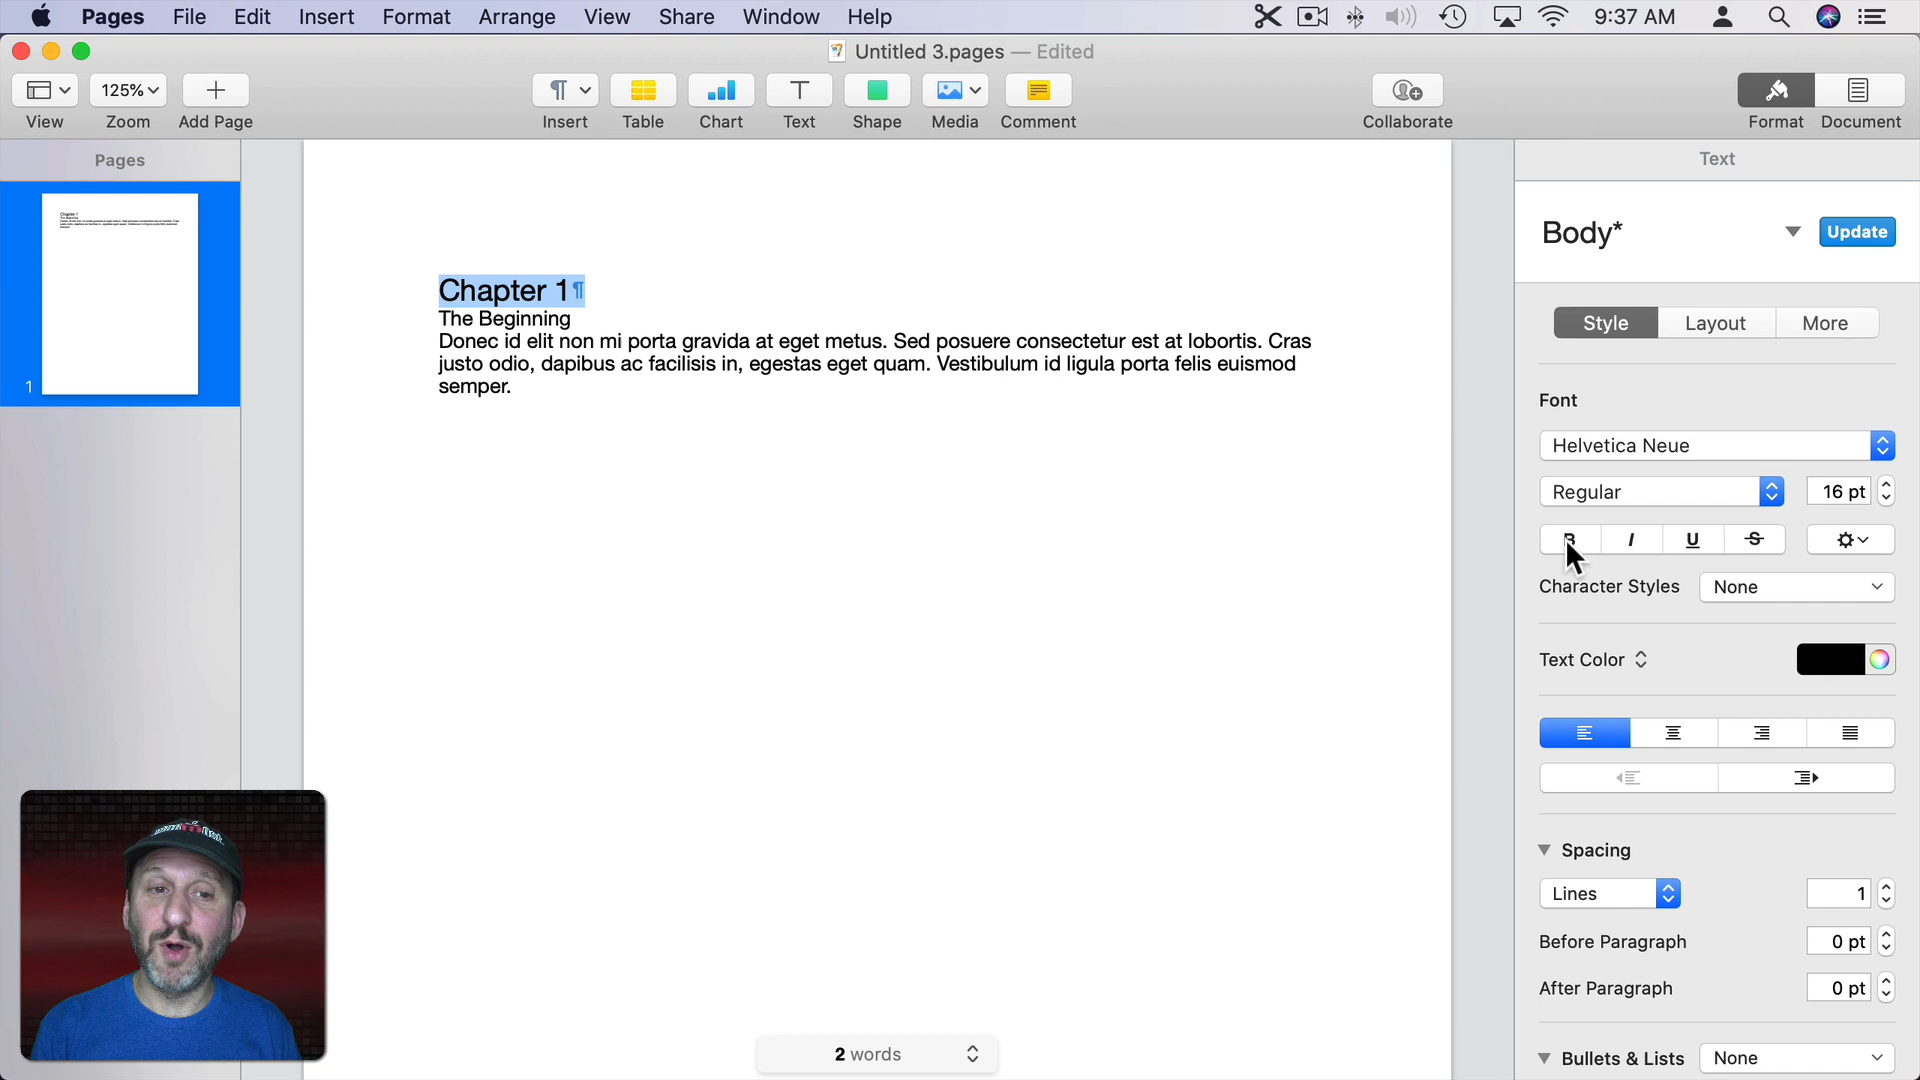 Pages File Edit Insert Format Arrange View Share Window Help 9:37 AM
Untitled 3.pages — Edited
125%
View Zoom Add Page Insert Table Chart Text Shape Media Comment Collaborate Format Document
Pages
Text
Body*
Update
Chapter 1¶
The Beginning
Donec id elit non mi porta gravida at eget metus. Sed posuere consectetur est at lobortis. Cras
justo odio, dapibus ac facilisis in, egestas eget quam. Vestibulum id ligula porta felis euismod
semper.
1
Style Layout More
Font
Helvetica Neue
Regular 16 pt
B I U S
Character Styles None
Text Color
Spacing
Lines 1
Before Paragraph 0 pt
After Paragraph 0 pt
Bullets & Lists None
2 words